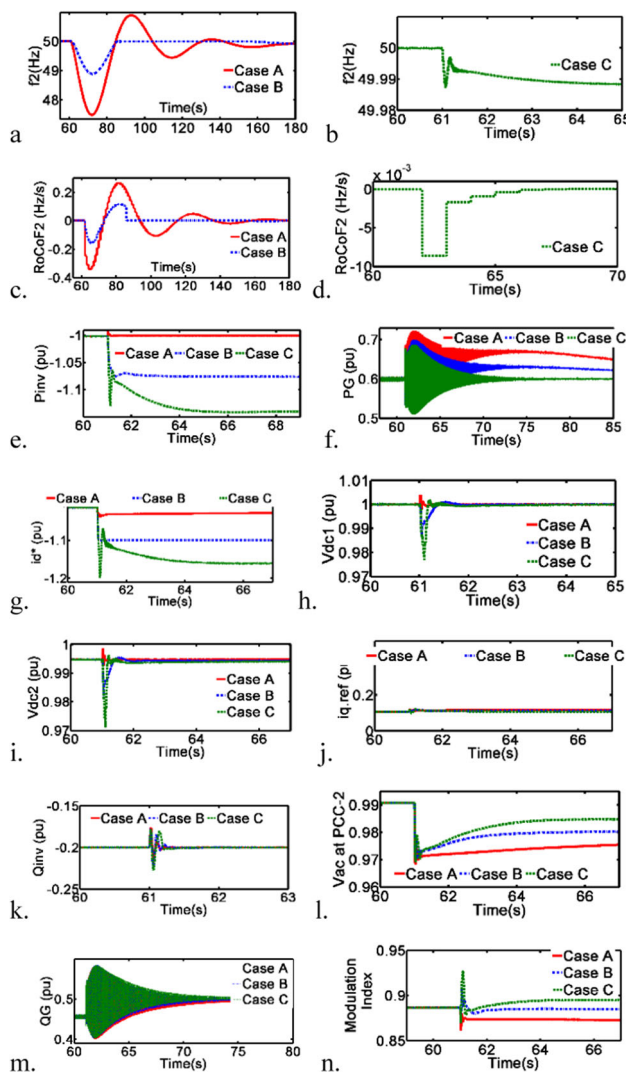 f2(Hz)
50
49
48
Case A
Case B
Time(s)
60 80 100 120 140 160 180
a
f2(Hz)
50
49.99
49.98
Case C
60 61 62 63 64 65
Time(s)
b
RoCoF2 (Hz/s)
0.2
0
-0.2
-0.4
Case A
Case B
Time(s)
60 80 100 120 140 160 180
c.
x 10-3
RoCoF2 (Hz/s)
0
-5
-10
Case C
60 65 70
Time(s)
d.
Pinv (pu)
-1
-1.05
-1.1
Case A Case B Case C
60 62 64 66 68
Time(s)
e.
PG (pu)
0.7
0.6
0.5
Case A Case B Case C
60 65 70 75 80 85
Time(s)
f.
Case A Case B Case C
id* (pu)
-1.1
-1.2
60 62 64 66
Time(s)
g.
Vdc1 (pu)
1.01
1
0.99
0.98
0.97
Case A
Case B
Case C
60 61 62 63 64 65
Time(s)
h.
Vdc2 (pu)
1
0.99
0.98
0.97
Case A
Case B
Case C
60 62 64 66
Time(s)
i.
iq.ref
Case A Case B Case C
0.2
0
60 62 64 66
Time(s)
j.
Qinv (pu)
-0.15
-0.2
-0.25
Case A Case B Case C
60 61 62 63
Time(s)
k.
Vac at PCC-2
0.99
0.98
0.97
0.96
Case A Case B Case C
60 62 64 66
Time(s)
l.
QG (pu)
0.5
0.4
Case A
Case B
Case C
60 65 70 75 80
Time(s)
m.
Modulation
Index
0.95
0.9
0.85
Case A
Case B
Case C
60 62 64 66
Time(s)
n.